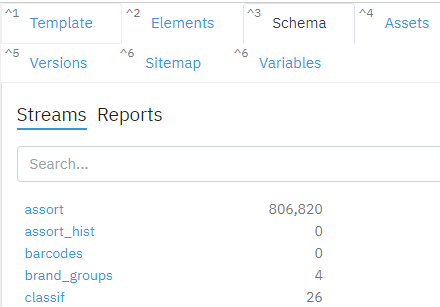 ^1 Template ^2 Elements ^3 Schema ^4 Assets
^5 Versions ^6 Sitemap ^6 Variables
Streams Reports
Search...
assort 806,820
assort_hist 0
barcodes 0
brand_groups 4
classif 26